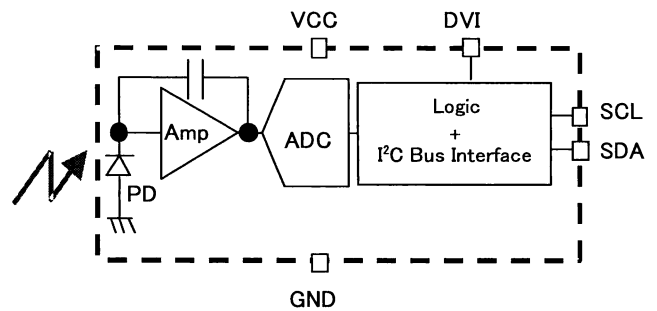 VCC
DVI
Amp
ADC
Logic
+
I²C Bus Interface
SCL
SDA
PD
GND